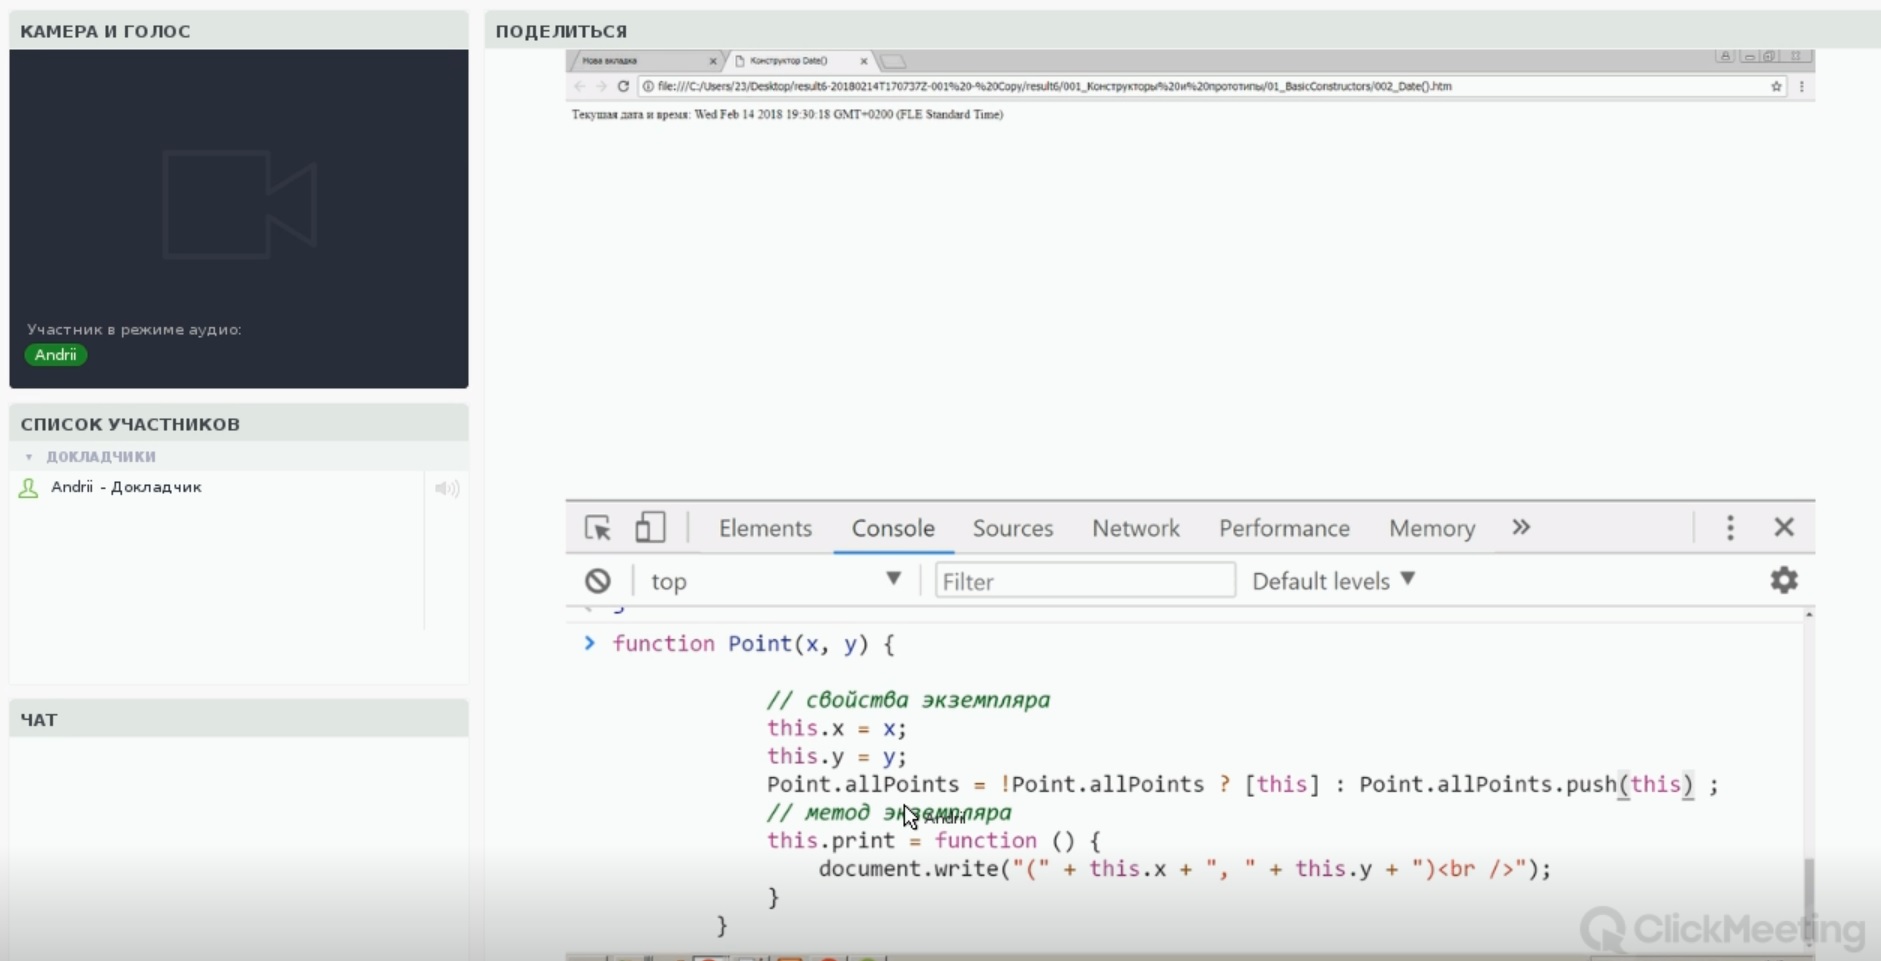 КАМЕРА И ГОЛОС
Участник в режиме аудио:
Andrii
СПИСОК УЧАСТНИКОВ
ДОКЛАДЧИКИ
Andrii - Докладчик
ЧАТ
ПОДЕЛИТЬСЯ
Нова вкладка
Конструктор Date()
file:///C:/Users/23/Desktop/result6-20180214T170737Z-001%20-%20Copy/result6/001_Конструкторы%20и%20прототипы/01_BasicConstructors/002_Date().htm
Текущая дата и время: Wed Feb 14 2018 19:30:18 GMT+0200 (FLE Standard Time)
Elements Console Sources Network Performance Memory
top Filter Default levels
function Point(x, y) {
// свойства экземпляра
this.x = x;
this.y = y;
Point.allPoints = !Point.allPoints ? [this] : Point.allPoints.push(this) ;
// метод экземпляра
Andrii
this.print = function () {
document.write("(" + this.x + ", " + this.y + ")<br />");
}
}
ClickMeeting